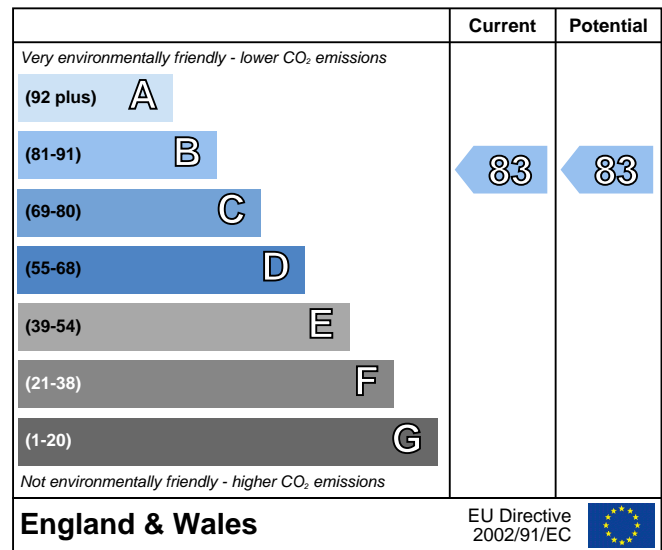 Current Potential
Very environmentally friendly - lower CO₂ emissions
(92 plus) A
(81-91) B 83 83
(69-80) C
(55-68) D
(39-54) E
(21-38) F
(1-20) G
Not environmentally friendly - higher CO₂ emissions
England & Wales
EU Directive
2002/91/EC